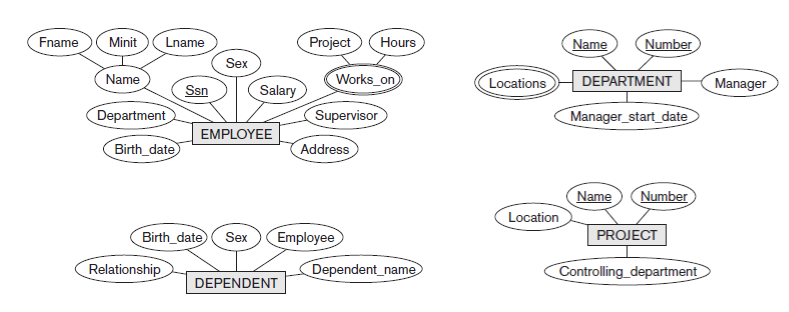 Fname
Minit
Lname
Name
Sex
Ssn
Salary
Project
Hours
Works_on
Department
Supervisor
Birth_date
Address
EMPLOYEE
Name
Number
Locations
DEPARTMENT
Manager
Manager_start_date
Birth_date
Sex
Employee
Relationship
Dependent_name
DEPENDENT
Name
Number
Location
PROJECT
Controlling_department